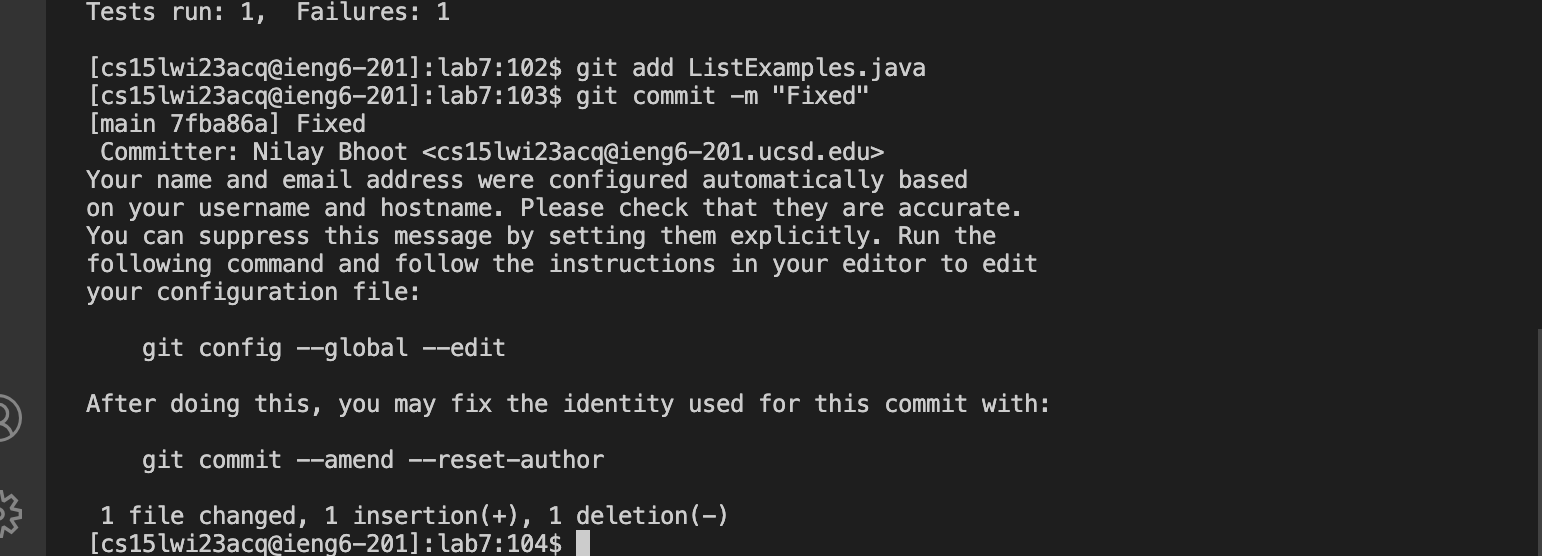 Tests run: 1,  Failures: 1
[cs15lwi23acq@ieng6-201]:lab7:102$ git add ListExamples.java
[cs15lwi23acq@ieng6-201]:lab7:103$ git commit -m "Fixed"
[main 7fba86a] Fixed
 Committer: Nilay Bhoot <cs15lwi23acq@ieng6-201.ucsd.edu>
Your name and email address were configured automatically based
on your username and hostname. Please check that they are accurate.
You can suppress this message by setting them explicitly. Run the
following command and follow the instructions in your editor to edit
your configuration file:
    git config --global --edit
After doing this, you may fix the identity used for this commit with:
    git commit --amend --reset-author
 1 file changed, 1 insertion(+), 1 deletion(-)
[cs15lwi23acq@ieng6-201]:lab7:104$